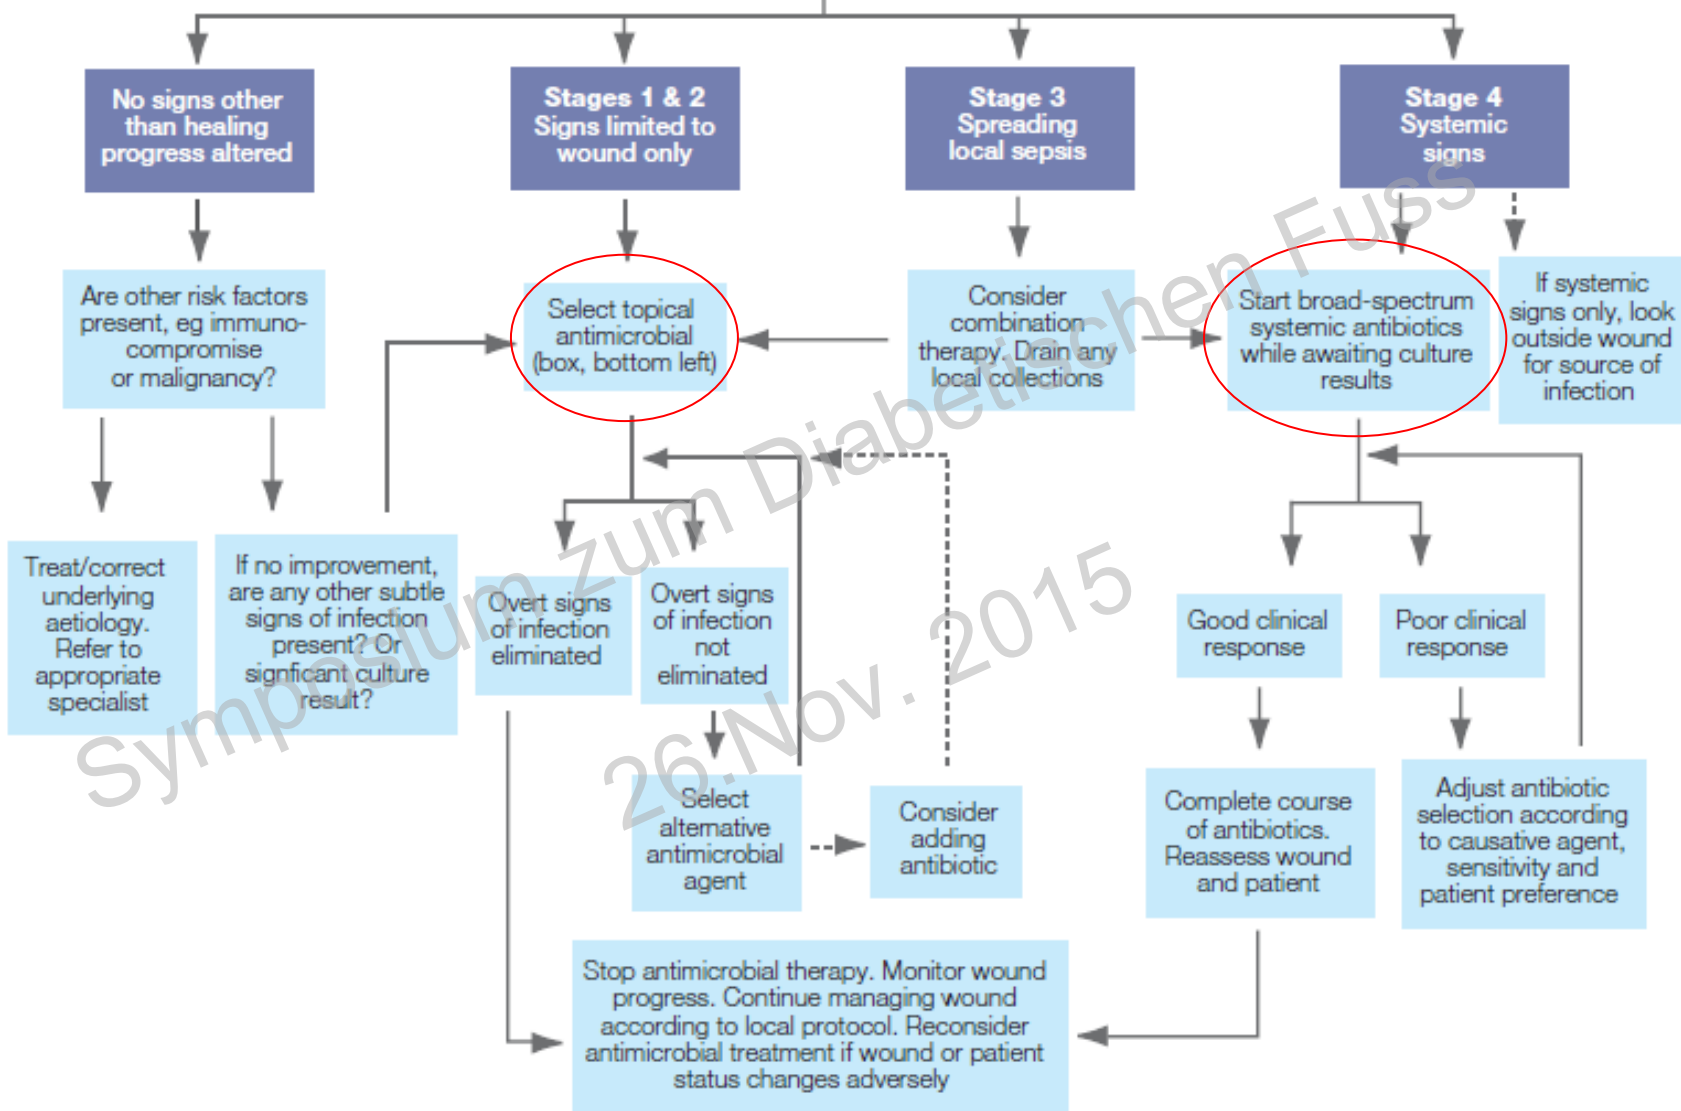 No signs other
than healing
progress altered
Stages 1 & 2
Signs limited to
wound only
Stage 3
Spreading
local sepsis
Stage 4
Systemic
signs
Are other risk factors
present, eg immuno-
compromise
or malignancy?
Select topical
antimicrobial
(box, bottom left)
Consider
combination
therapy. Drain any
local collections
Start broad-spectrum
systemic antibiotics
while awaiting culture
results
If systemic
signs only, look
outside wound
for source of
infection
Treat/correct
underlying
aetiology.
Refer to
appropriate
specialist
If no improvement,
are any other subtle
signs of infection
present? Or
signficant culture
result?
Overt signs
of infection
eliminated
Overt signs
of infection
not
eliminated
Good clinical
response
Poor clinical
response
Select
alternative
antimicrobial
agent
Consider
adding
antibiotic
Complete course
of antibiotics.
Reassess wound
and patient
Adjust antibiotic
selection according
to causative agent,
sensitivity and
patient preference
Stop antimicrobial therapy. Monitor wound
progress. Continue managing wound
according to local protocol. Reconsider
antimicrobial treatment if wound or patient
status changes adversely
Symposium zum Diabetischen Fuss
26.Nov. 2015